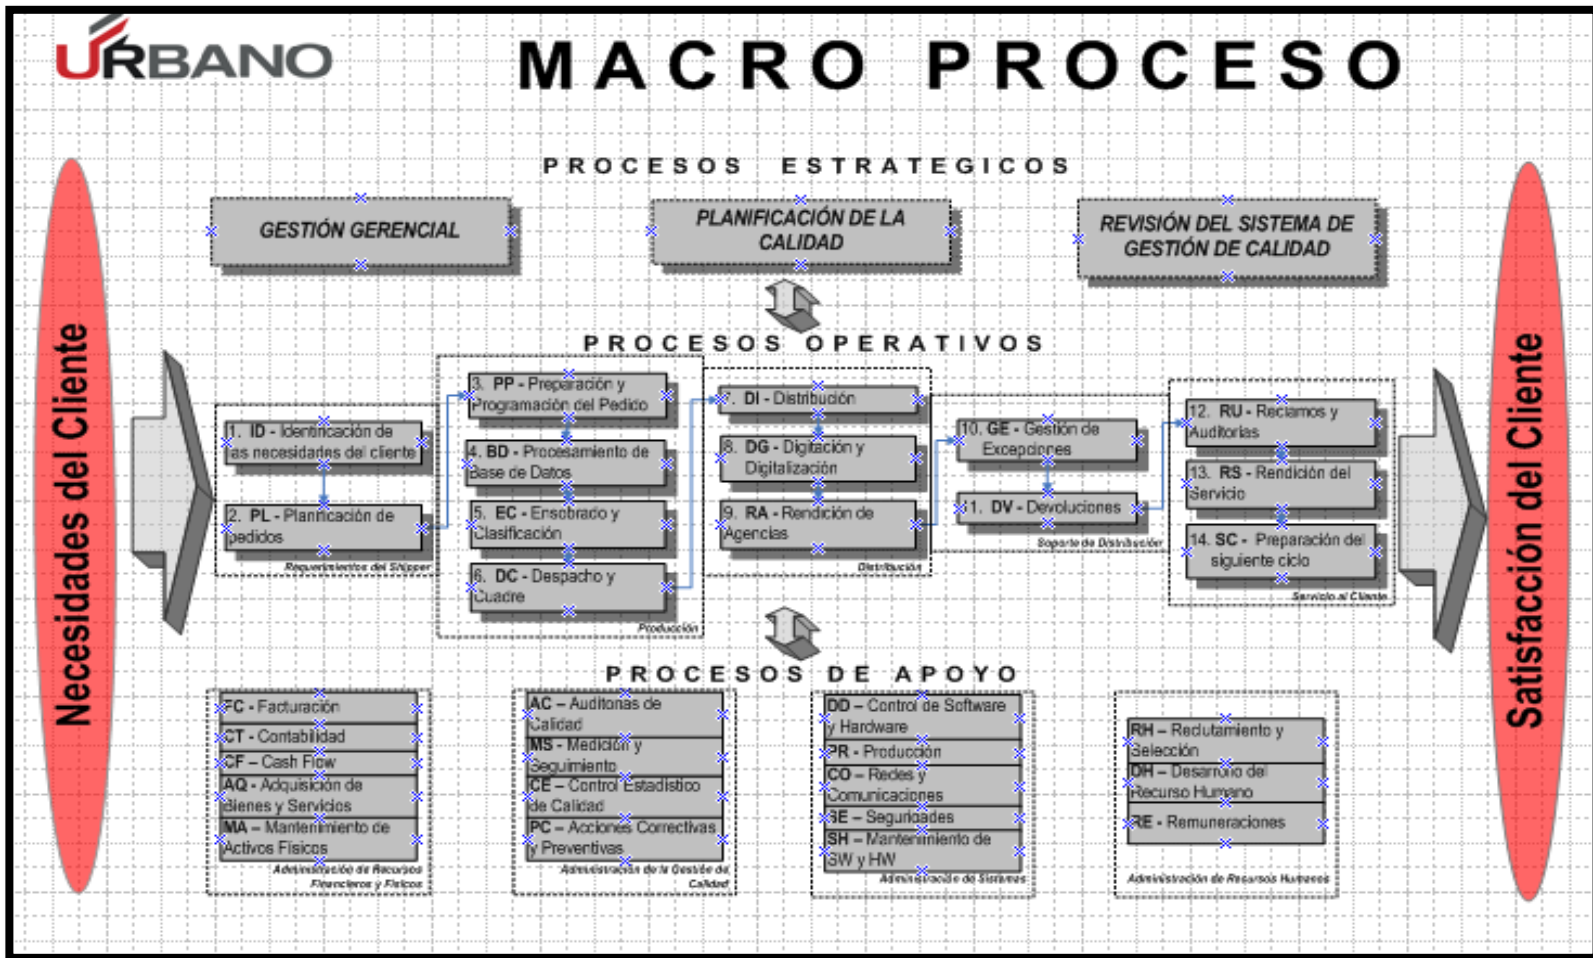 URBANO
MACRO PROCESO
PROCESOS ESTRATEGICOS
GESTIÓN GERENCIAL
PLANIFICACIÓN DE LA
CALIDAD
REVISIÓN DEL SISTEMA DE
GESTIÓN DE CALIDAD
Necesidades del Cliente
PROCESOS OPERATIVOS
1. ID - Identificación de
las necesidades del cliente
2. PL - Planificación de
pedidos
Requerimientos del Shipper
3. PP - Preparación y
Programación del Pedido
4. BD - Procesamiento de
Base de Datos
5. EC - Ensobrado y
Clasificación
6. DC - Despacho y
Cuadre
Producción
7. DI - Distribución
8. DG - Digitación y
Digitalización
9. RA - Rendición de
Agencias
Distribución
10. GE - Gestión de
Excepciones
11. DV - Devoluciones
Soporte de Distribución
12. RU - Reclamos y
Auditorías
13. RS - Rendición del
Servicio
14. SC - Preparación del
siguiente ciclo
Servicio al Cliente
Satisfacción del Cliente
PROCESOS DE APOYO
FC - Facturación
CT - Contabilidad
CF – Cash Flow
AQ - Adquisición de
Bienes y Servicios
MA – Mantenimiento de
Activos Físicos
Administración de Recursos
Financieros y Físicos
AC – Auditorías de
Calidad
MS - Medición y
Seguimiento
CE – Control Estadístico
de Calidad
PC – Acciones Correctivas
y Preventivas
Administración de la Gestión de
Calidad
DD – Control de Software
y Hardware
PR - Producción
CO – Redes y
Comunicaciones
SE – Seguridades
SH – Mantenimiento de
SW y HW
Administración de Sistemas
RH – Reclutamiento y
Selección
DH – Desarrollo del
Recurso Humano
RE - Remuneraciones
Administración de Recursos Humanos